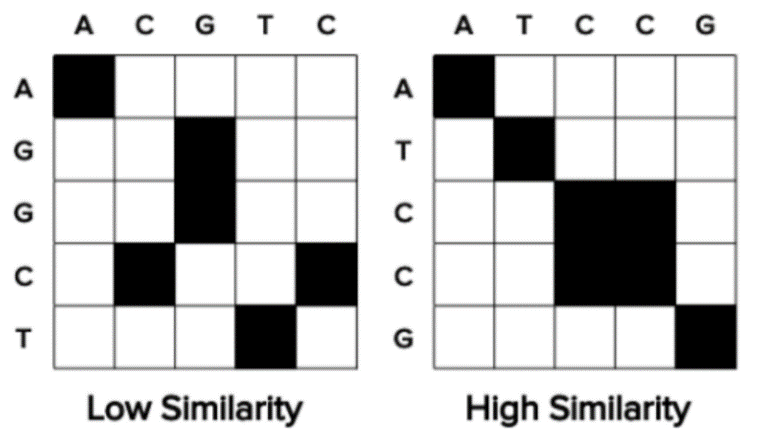 A C G T C
A
G
G
C
T
Low Similarity
A T C C G
A
T
C
C
G
High Similarity